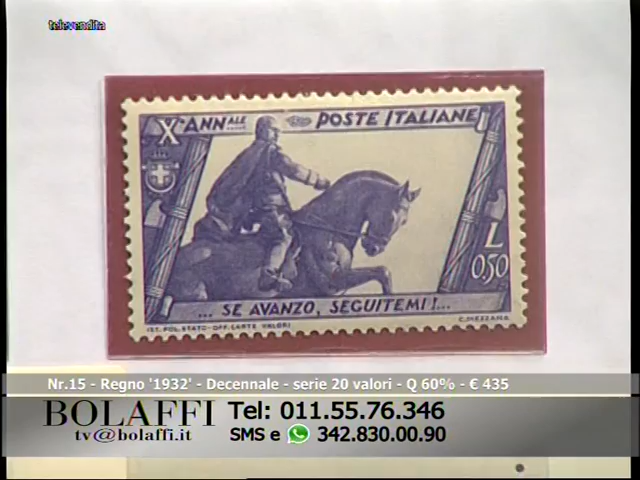 televendita
X ANN ALE POSTE ITALIANE
L
0,50
... SE AVANZO, SEGUITEMI!...
IST. POL. STATO - OFF. CARTE VALORI
C. MEZZANA
Nr.15 - Regno '1932' - Decennale - serie 20 valori - Q 60% - € 435
BOLAFFI
tv@bolaffi.it
Tel: 011.55.76.346
SMS e 342.830.00.90